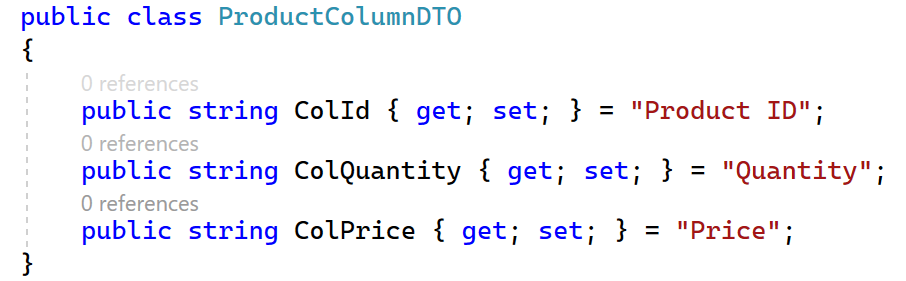 public class ProductColumnDTO
{
0 references
public string ColId { get; set; } = "Product ID";
0 references
public string ColQuantity { get; set; } = "Quantity";
0 references
public string ColPrice { get; set; } = "Price";
}